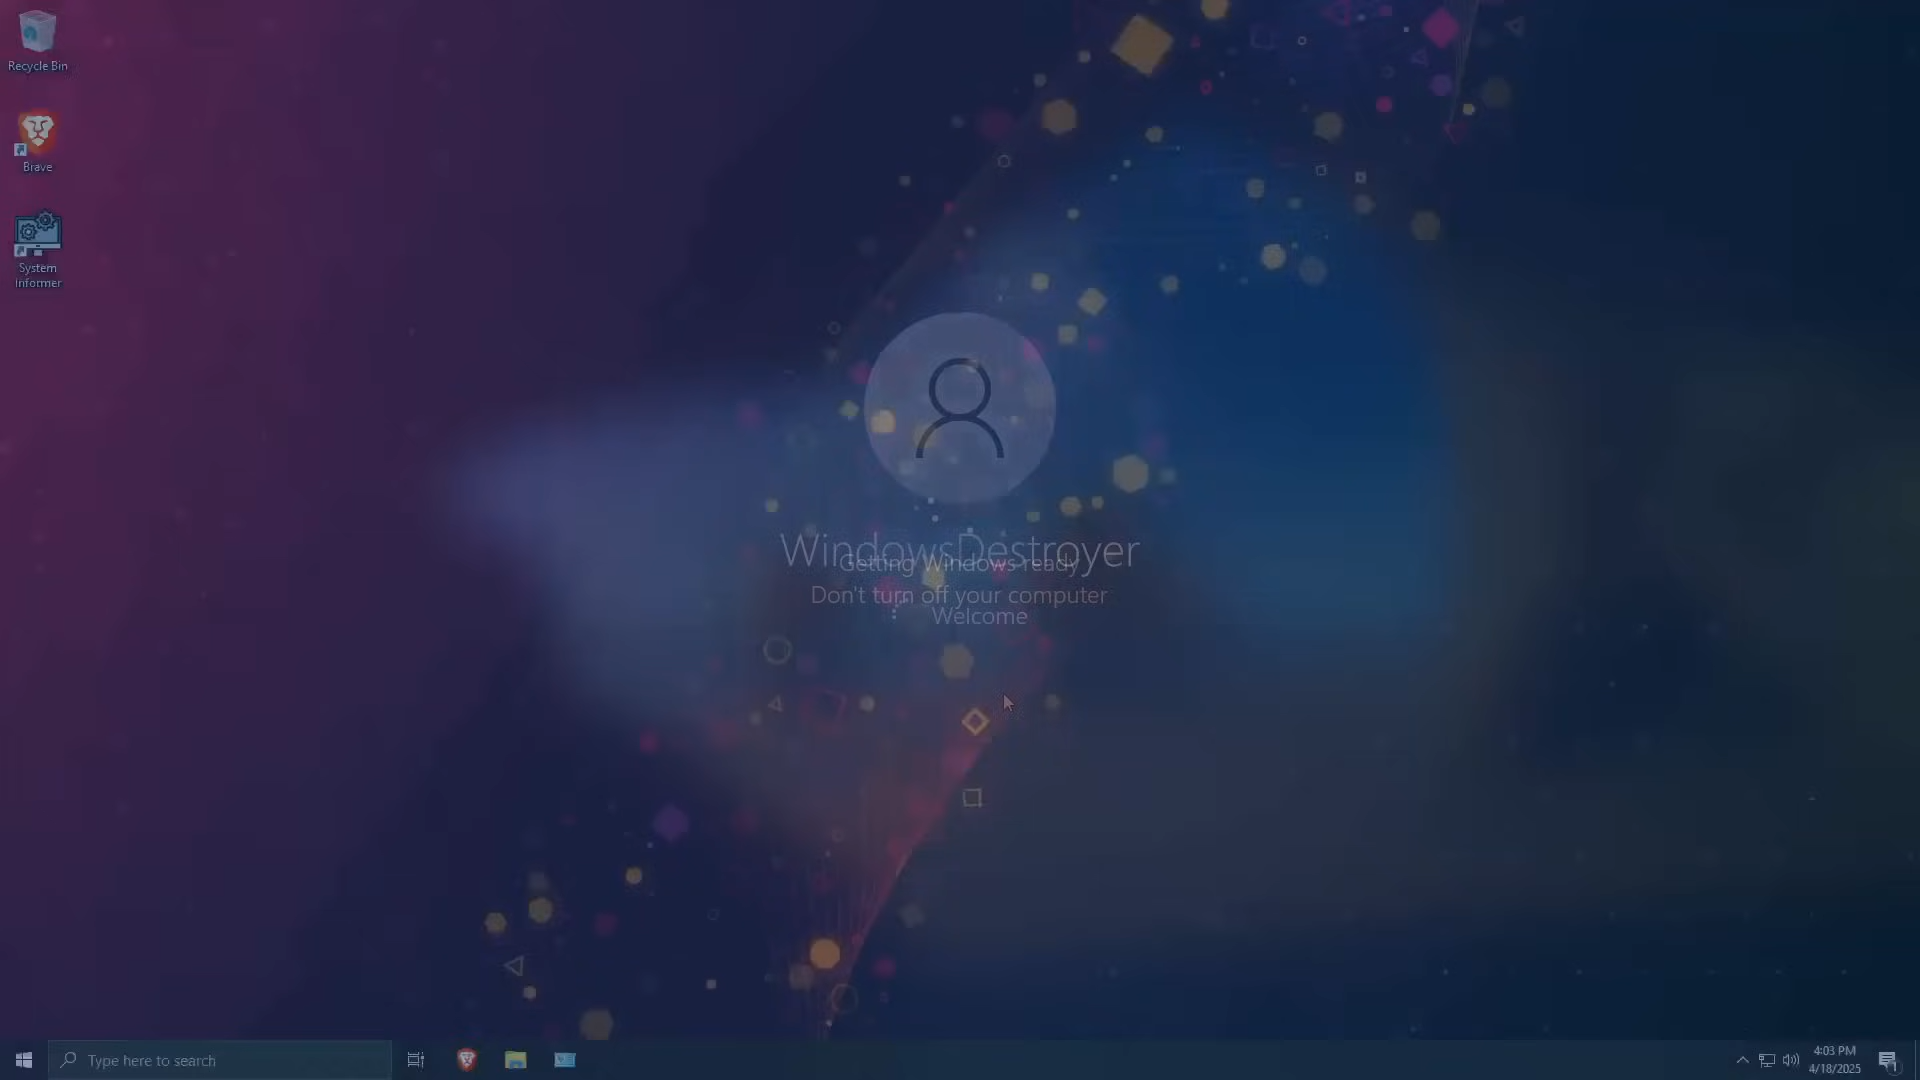 Recycle Bin
Brave
System
Informer
WindowsDestroyer
Getting Windows ready
Don't turn off your computer
Welcome
Type here to search
4:03 PM
4/18/2025
1